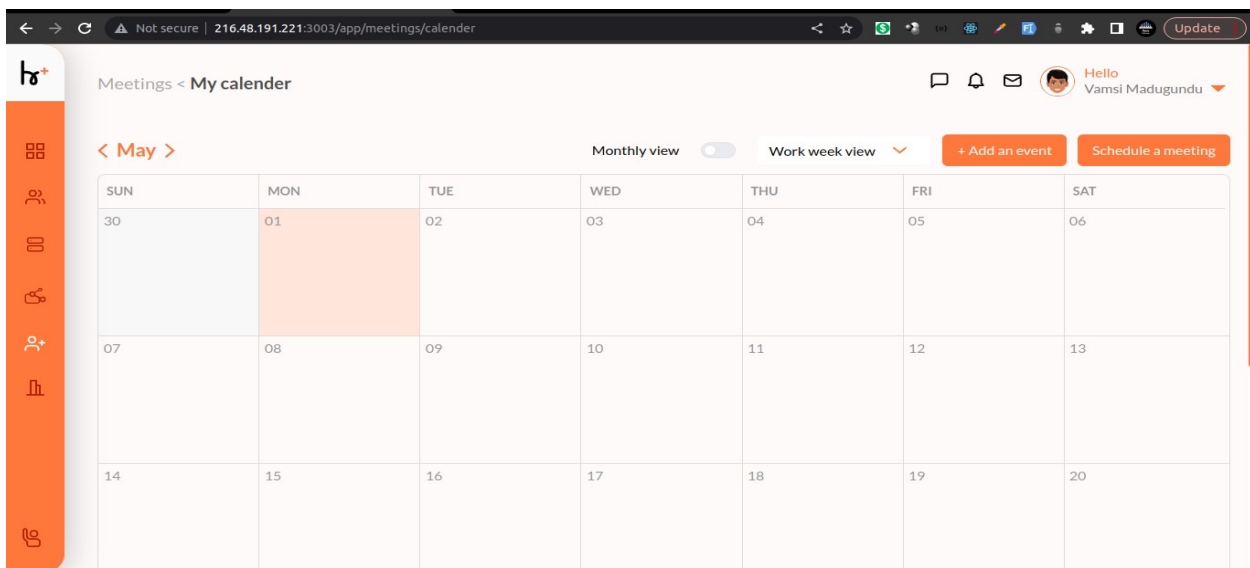 Not secure | 216.48.191.221:3003/app/meetings/calender
Update
hr+
Meetings < My calender
Hello
Vamsi Madugundu
< May >
Monthly view
Work week view
+ Add an event
Schedule a meeting
SUN MON TUE WED THU FRI SAT
30 01 02 03 04 05 06
07 08 09 10 11 12 13
14 15 16 17 18 19 20